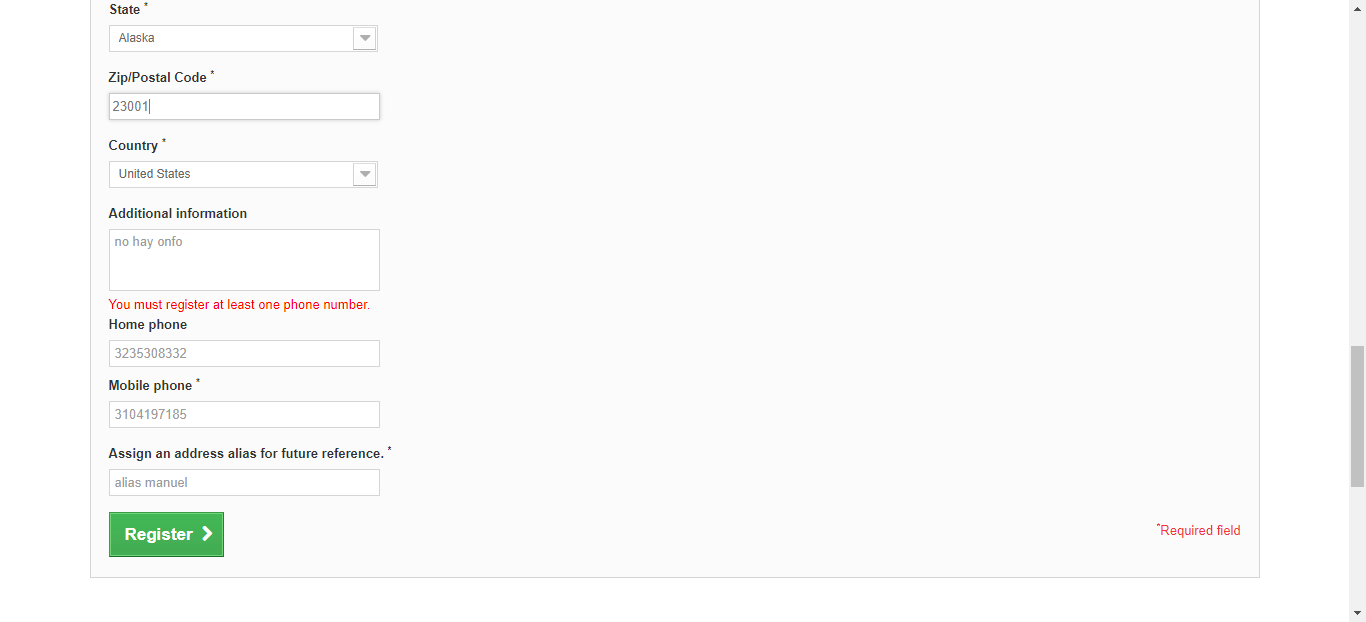 State *
Alaska
Zip/Postal Code *
23001
Country *
United States
Additional information
no hay onfo
You must register at least one phone number.
Home phone
3235308332
Mobile phone *
3104197185
Assign an address alias for future reference. *
alias manuel
Register
*Required field